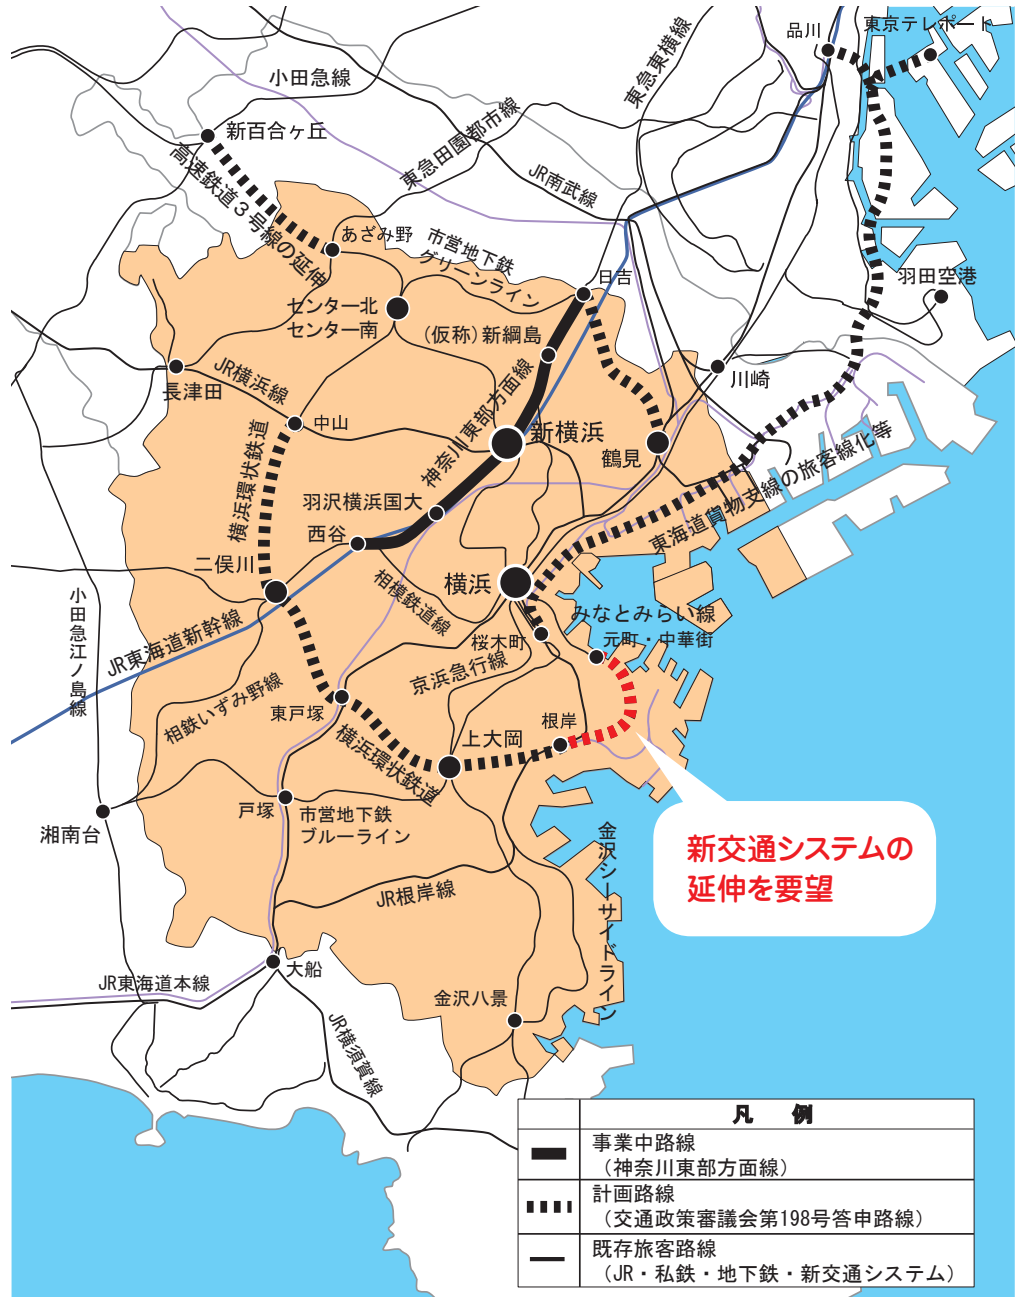 品川
東京テレポート
小田急線
東急東横線
新百合ヶ丘
東急田園都市線
高速鉄道3号線の延伸
JR南武線
あざみ野
市営地下鉄
グリーンライン
日吉
羽田空港
センター北
センター南
(仮称)新綱島
JR横浜線
長津田
川崎
神奈川東部方面線
中山
新横浜
鶴見
横浜環状鉄道
東海道貨物支線の旅客線化等
羽沢横浜国大
西谷
二俣川
横浜
相模鉄道線
小田急江ノ島線
JR東海道新幹線
みなとみらい線
元町・中華街
桜木町
京浜急行線
相鉄いずみ野線
東戸塚
根岸
横浜環状鉄道
上大岡
戸塚
市営地下鉄
ブルーライン
湘南台
新交通システムの
延伸を要望
金沢シーサイドライン
JR根岸線
大船
JR東海道本線
金沢八景
JR横須賀線
凡 例
事業中路線
(神奈川東部方面線)
計画路線
(交通政策審議会第198号答申路線)
既存旅客路線
(JR・私鉄・地下鉄・新交通システム)